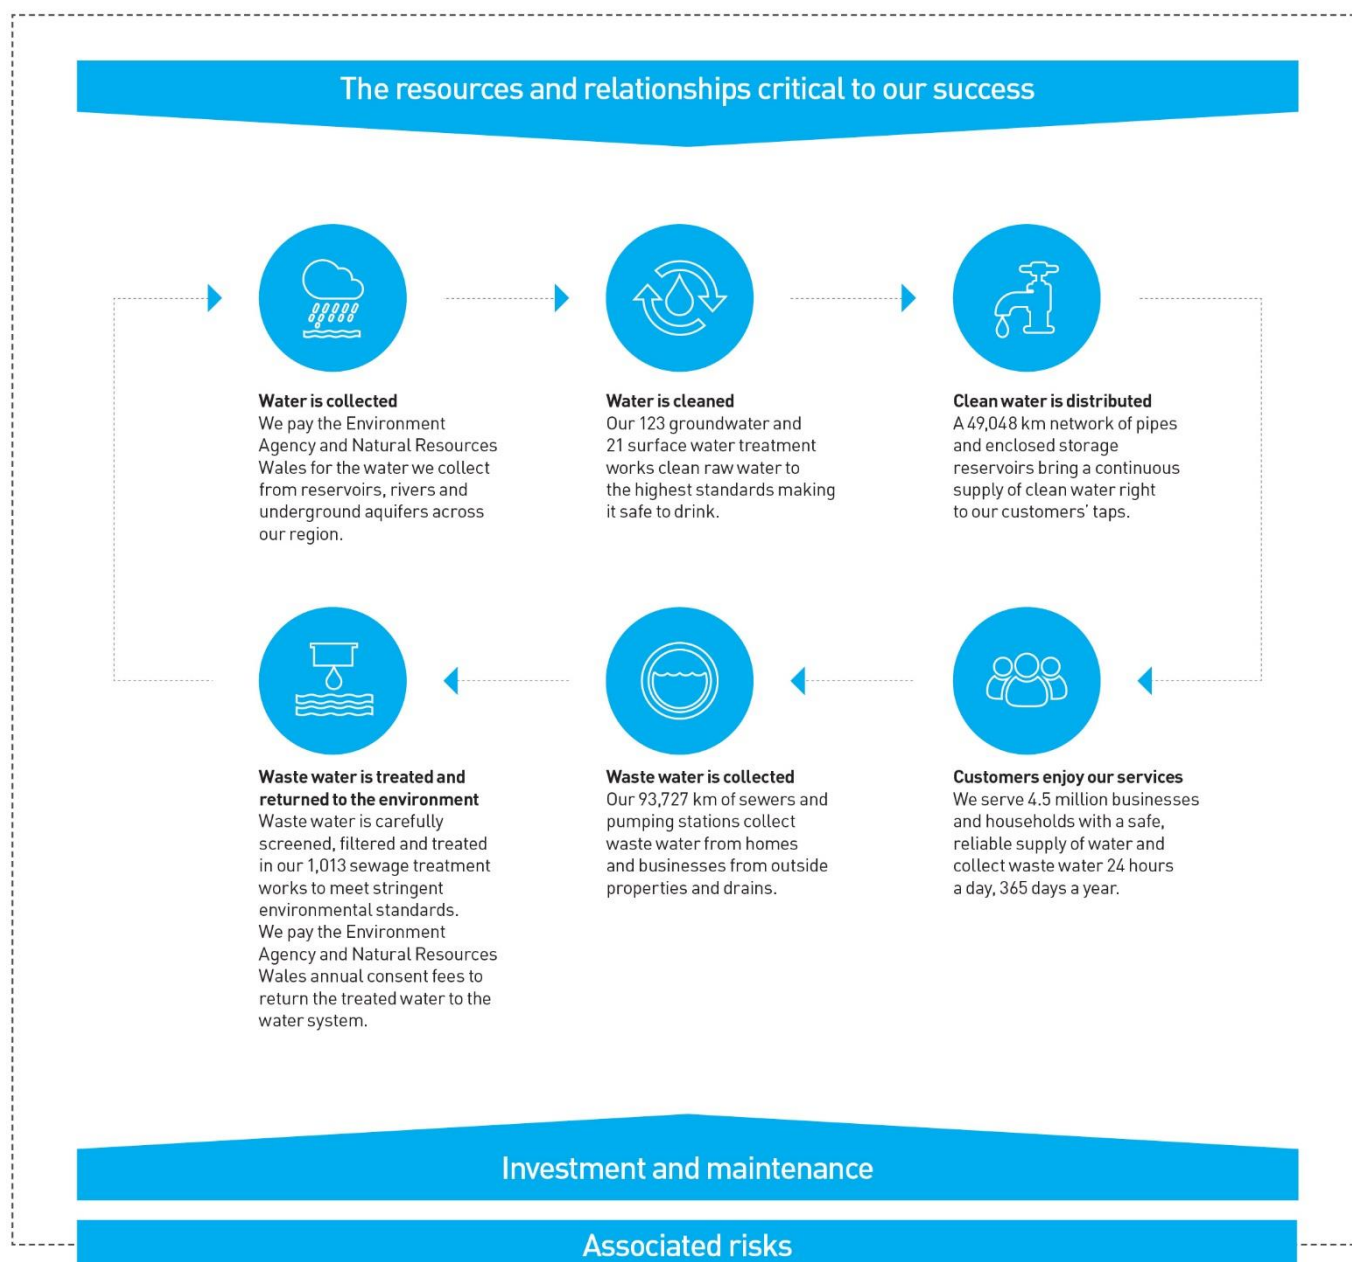 The resources and relationships critical to our success
Water is collected
We pay the Environment
Agency and Natural Resources
Wales for the water we collect
from reservoirs, rivers and
underground aquifers across
our region.
Water is cleaned
Our 123 groundwater and
21 surface water treatment
works clean raw water to
the highest standards making
it safe to drink.
Clean water is distributed
A 49,048 km network of pipes
and enclosed storage
reservoirs bring a continuous
supply of clean water right
to our customers' taps.
Customers enjoy our services
We serve 4.5 million businesses
and households with a safe,
reliable supply of water and
collect waste water 24 hours
a day, 365 days a year.
Waste water is collected
Our 93,727 km of sewers and
pumping stations collect
waste water from homes
and businesses from outside
properties and drains.
Waste water is treated and
returned to the environment
Waste water is carefully
screened, filtered and treated
in our 1,013 sewage treatment
works to meet stringent
environmental standards.
We pay the Environment
Agency and Natural Resources
Wales annual consent fees to
return the treated water to the
water system.
Investment and maintenance
Associated risks